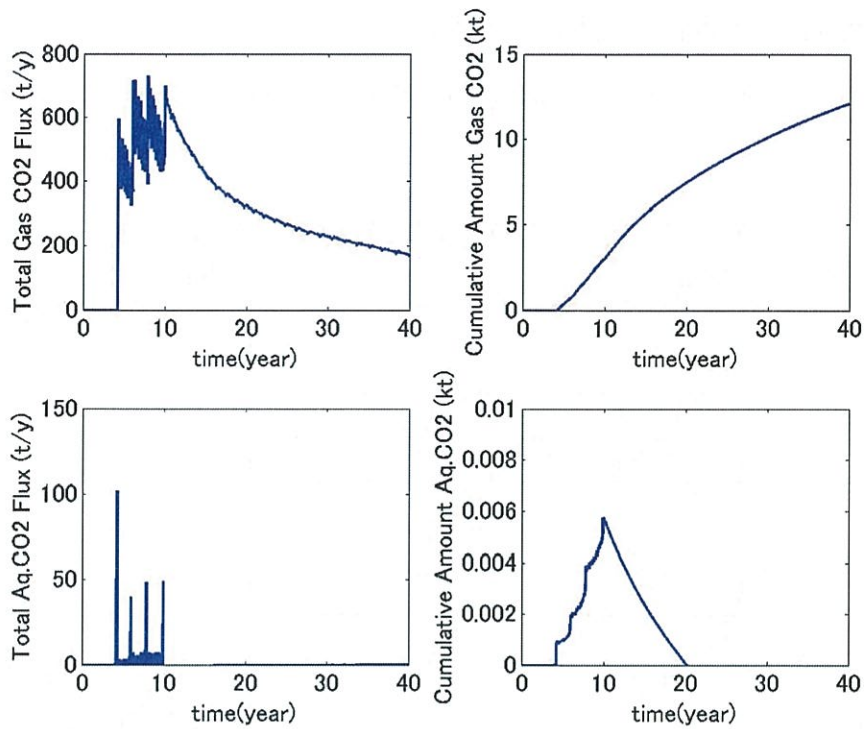 Total Gas CO2 Flux (t/y)
800
600
400
200
0
0 10 20 30 40
time(year)
Cumulative Amount Gas CO2 (kt)
15
10
5
0
0 10 20 30 40
time(year)
Total Aq.CO2 Flux (t/y)
150
100
50
0
0 10 20 30 40
time(year)
Cumulative Amount Aq.CO2 (kt)
0.01
0.008
0.006
0.004
0.002
0
0 10 20 30 40
time(year)